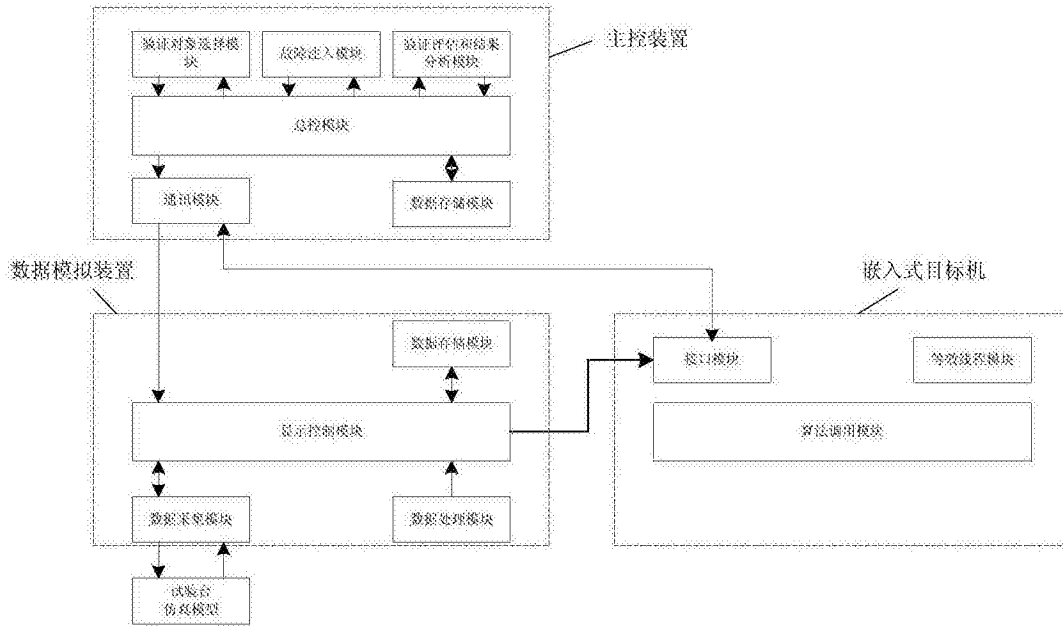 主控装置
验证对象选择模
块
故障注入模块
验证评估和结果
分析模块
总控模块
通讯模块
数据存储模块
数据模拟装置
嵌入式目标机
数据存储模块
接口模块
等效线程模块
显示控制模块
算法调用模块
数据采集模块
数据处理模块
试验台
仿真模型